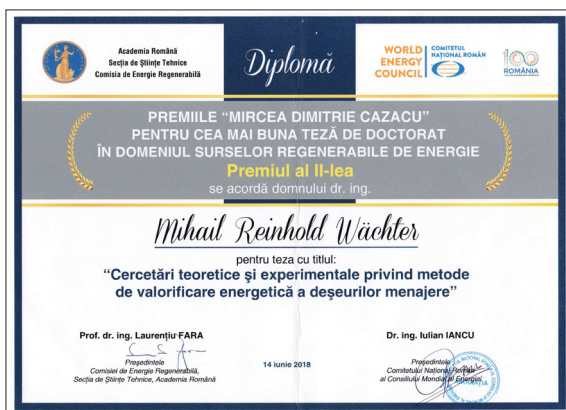 Academia Română
Secția de Științe Tehnice
Comisia de Energie Regenerabilă
Diplomă
WORLD
ENERGY
COUNCIL
COMITETUL
NAȚIONAL ROMÂN
100
ROMÂNIA
PREMIILE “MIRCEA DIMITRIE CAZACU”
PENTRU CEA MAI BUNA TEZĂ DE DOCTORAT
ÎN DOMENIUL SURSELOR REGENERABILE DE ENERGIE
Premiul al II-lea
se acordă domnului dr. ing.
Mihail Reinhold Wächter
pentru teza cu titlul:
“Cercetări teoretice și experimentale privind metode
de valorificare energetică a deșeurilor menajere”
Prof. dr. ing. Laurențiu FARA
Președintele
Comisiei de Energie Regenerabilă,
Secția de Științe Tehnice, Academia Română
14 iunie 2018
Dr. ing. Iulian IANCU
Președintele
Comitetului Național Român
al Consiliului Mondial al Energiei